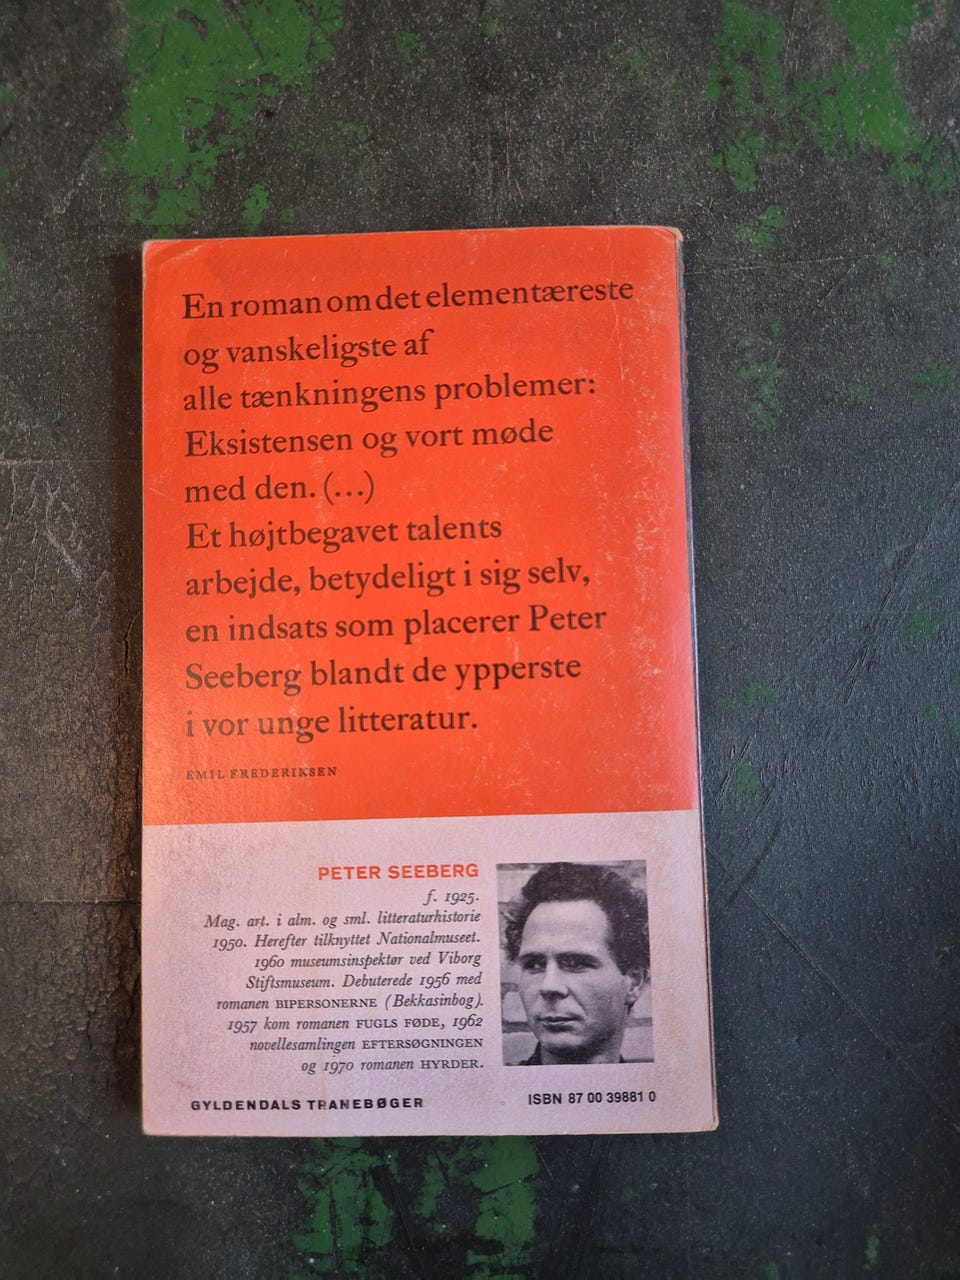 En roman om det elementæreste
og vanskeligste af
alle tænkningens problemer:
Eksistensen og vort møde
med den. (...)
Et højtbegavet talents
arbejde, betydeligt i sig selv,
en indsats som placerer Peter
Seeberg blandt de ypperste
i vor unge litteratur.
EMIL FREDERIKSEN
PETER SEEBERG
f. 1925.
Mag. art. i alm. og sml. litteraturhistorie
1950. Herefter tilknyttet Nationalmuseet.
1960 museumsinspektør ved Viborg
Stiftsmuseum. Debuterede 1956 med
romanen BIPERSONERNE (Bekkasinbog).
1957 kom romanen FUGLS FØDE, 1962
novellesamlingen EFTERSØGNINGEN
og 1970 romanen HYRDER.
GYLDENDALS TRANEBØGER
ISBN 87 00 39881 0